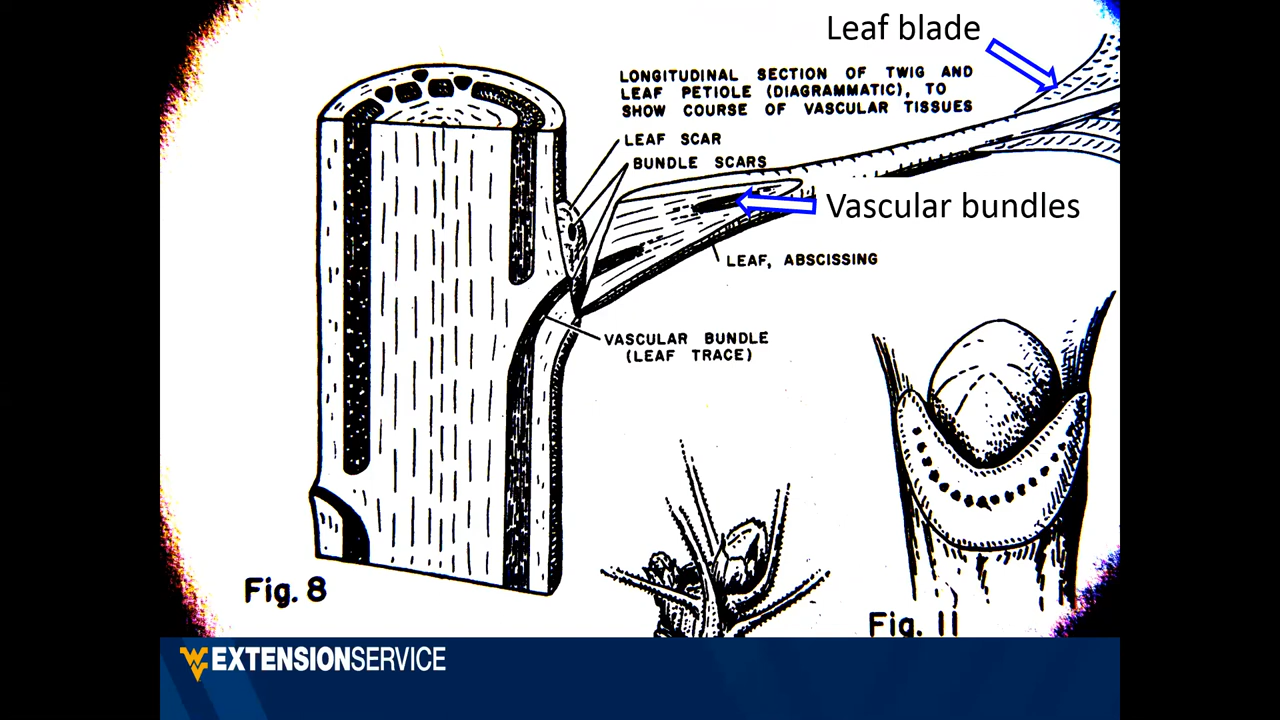 Leaf blade
LONGITUDINAL SECTION OF TWIG AND
LEAF PETIOLE (DIAGRAMMATIC), TO
SHOW COURSE OF VASCULAR TISSUES
LEAF SCAR
BUNDLE SCARS
Vascular bundles
LEAF, ABSCISSING
VASCULAR BUNDLE
(LEAF TRACE)
Fig. 8
Fig. 11
WV EXTENSIONSERVICE